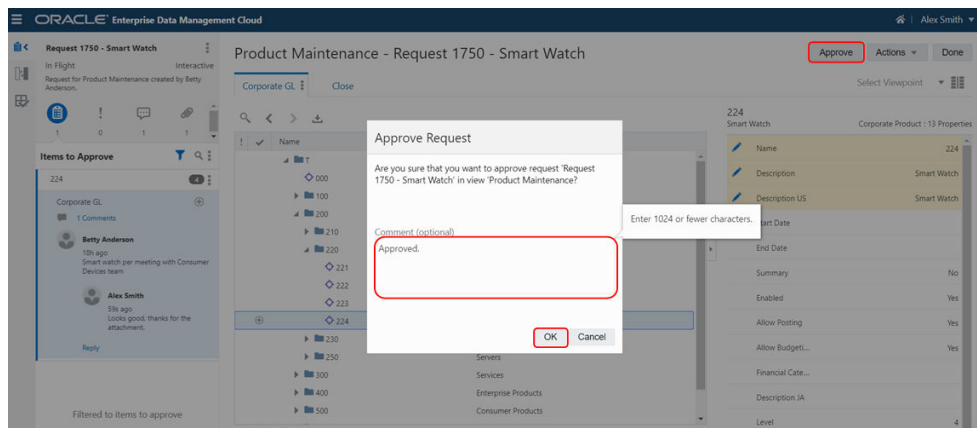 ORACLE Enterprise Data Management Cloud
Alex Smith
Request 1750 - Smart Watch
In Flight
Interactive
Request for Product Maintenance created by Betty
Anderson.
1
0
1
1
Items to Approve
224
Corporate GL
1 Comments
Betty Anderson
18h ago
Smart watch per meeting with Consumer
Devices team
Alex Smith
59s ago
Looks good, thanks for the
attachment.
Reply
Filtered to items to approve
Product Maintenance - Request 1750 - Smart Watch
Approve
Actions
Done
Corporate GL
Close
Select Viewpoint
Name
T
000
100
200
210
220
221
222
223
224
230
250
Servers
300
Services
400
Enterprise Products
500
Consumer Products
Approve Request
Are you sure that you want to approve request 'Request
1750 - Smart Watch' in view 'Product Maintenance?
Comment (optional)
Approved.
OK
Cancel
Enter 1024 or fewer characters.
224
Smart Watch
Corporate Product : 13 Properties
Name
224
Description
Smart Watch
Description US
Smart Watch
Start Date
End Date
Summary
No
Enabled
Yes
Allow Posting
Yes
Allow Budgeti...
Yes
Financial Cate...
Description JA
Level
4